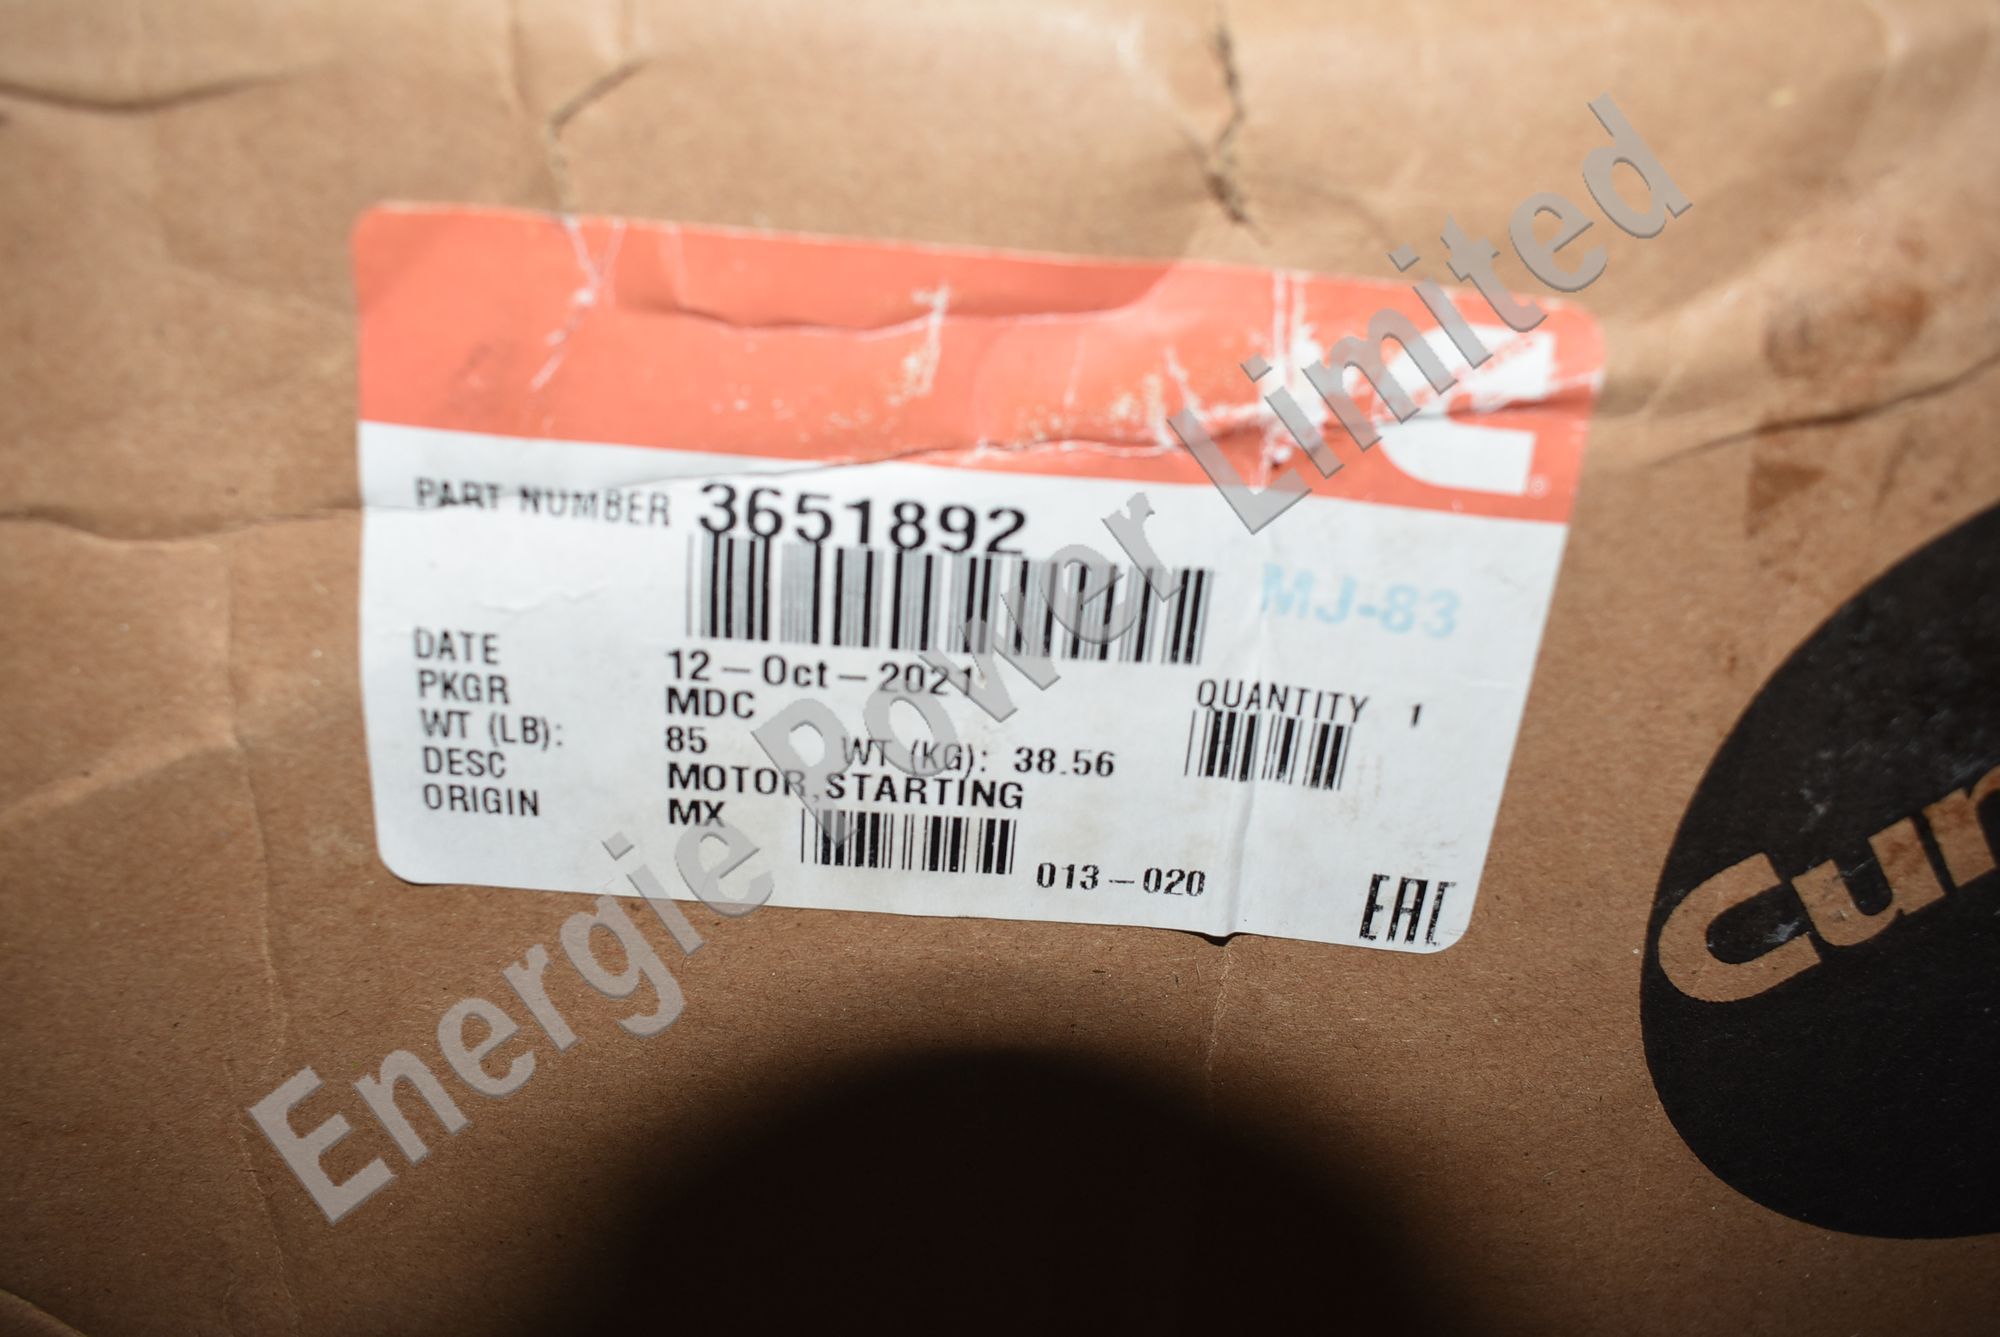 PART NUMBER 3651892
MJ-83
DATE 12-Oct-2021
PKGR MDC
QUANTITY 1
WT (LB): 85 WT (KG): 38.56
DESC MOTOR,STARTING
ORIGIN MX
013-020
EAC
Cum
Energie Power Limited